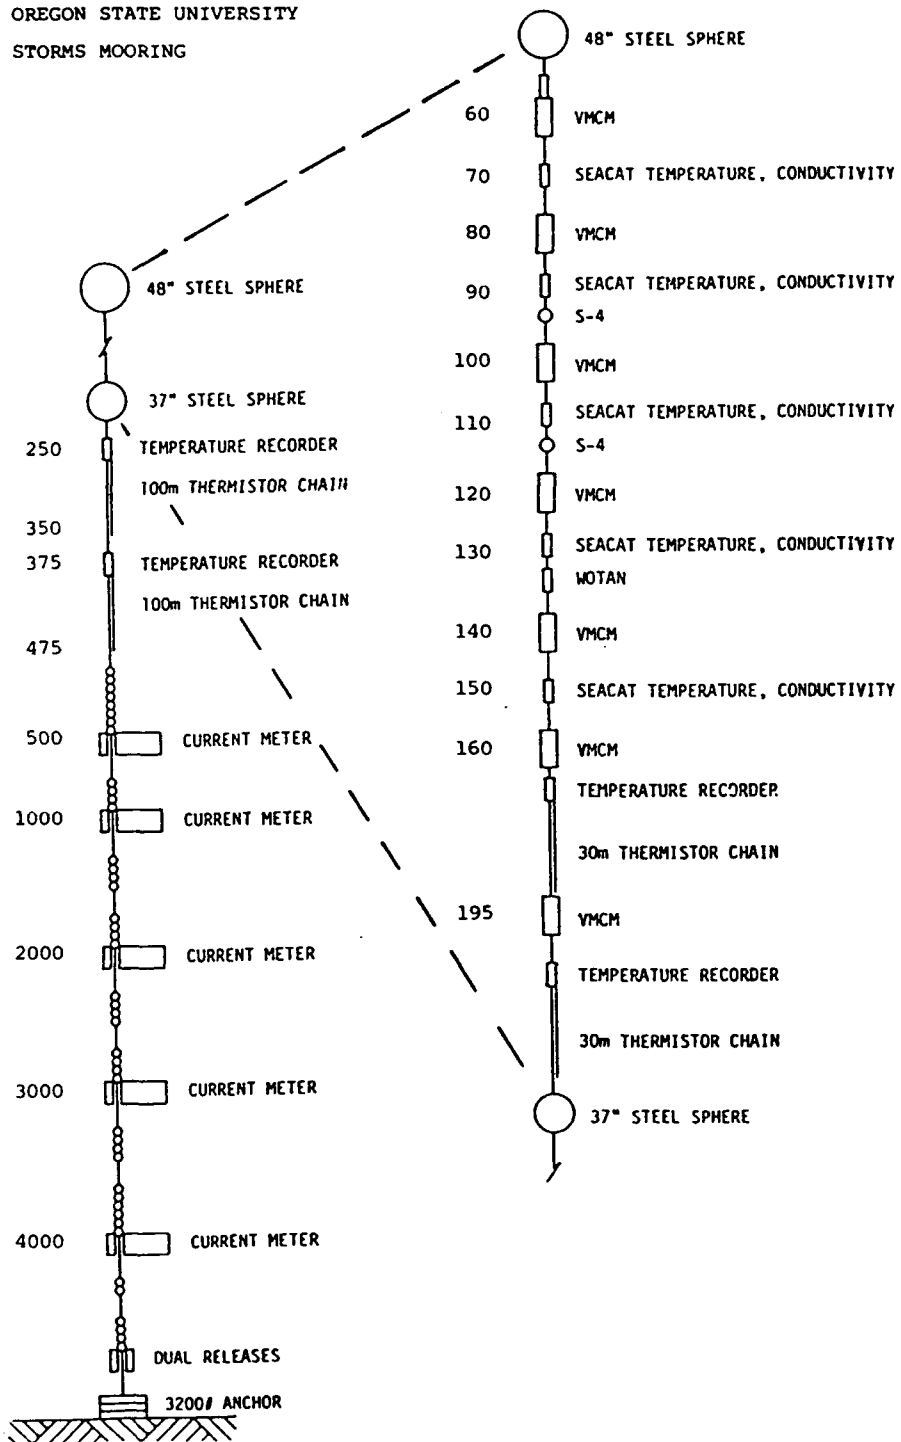 OREGON STATE UNIVERSITY
STORMS MOORING
48" STEEL SPHERE
37" STEEL SPHERE
250 TEMPERATURE RECORDER
100m THERMISTOR CHAIN
350
375 TEMPERATURE RECORDER
100m THERMISTOR CHAIN
475
500 CURRENT METER
1000 CURRENT METER
2000 CURRENT METER
3000 CURRENT METER
4000 CURRENT METER
DUAL RELEASES
3200# ANCHOR
48" STEEL SPHERE
60 VMCM
70 SEACAT TEMPERATURE, CONDUCTIVITY
80 VMCM
90 SEACAT TEMPERATURE, CONDUCTIVITY
S-4
100 VMCM
110 SEACAT TEMPERATURE, CONDUCTIVITY
S-4
120 VMCM
130 SEACAT TEMPERATURE, CONDUCTIVITY
WOTAN
140 VMCM
150 SEACAT TEMPERATURE, CONDUCTIVITY
160 VMCM
TEMPERATURE RECORDER
30m THERMISTOR CHAIN
195 VMCM
TEMPERATURE RECORDER
30m THERMISTOR CHAIN
37" STEEL SPHERE